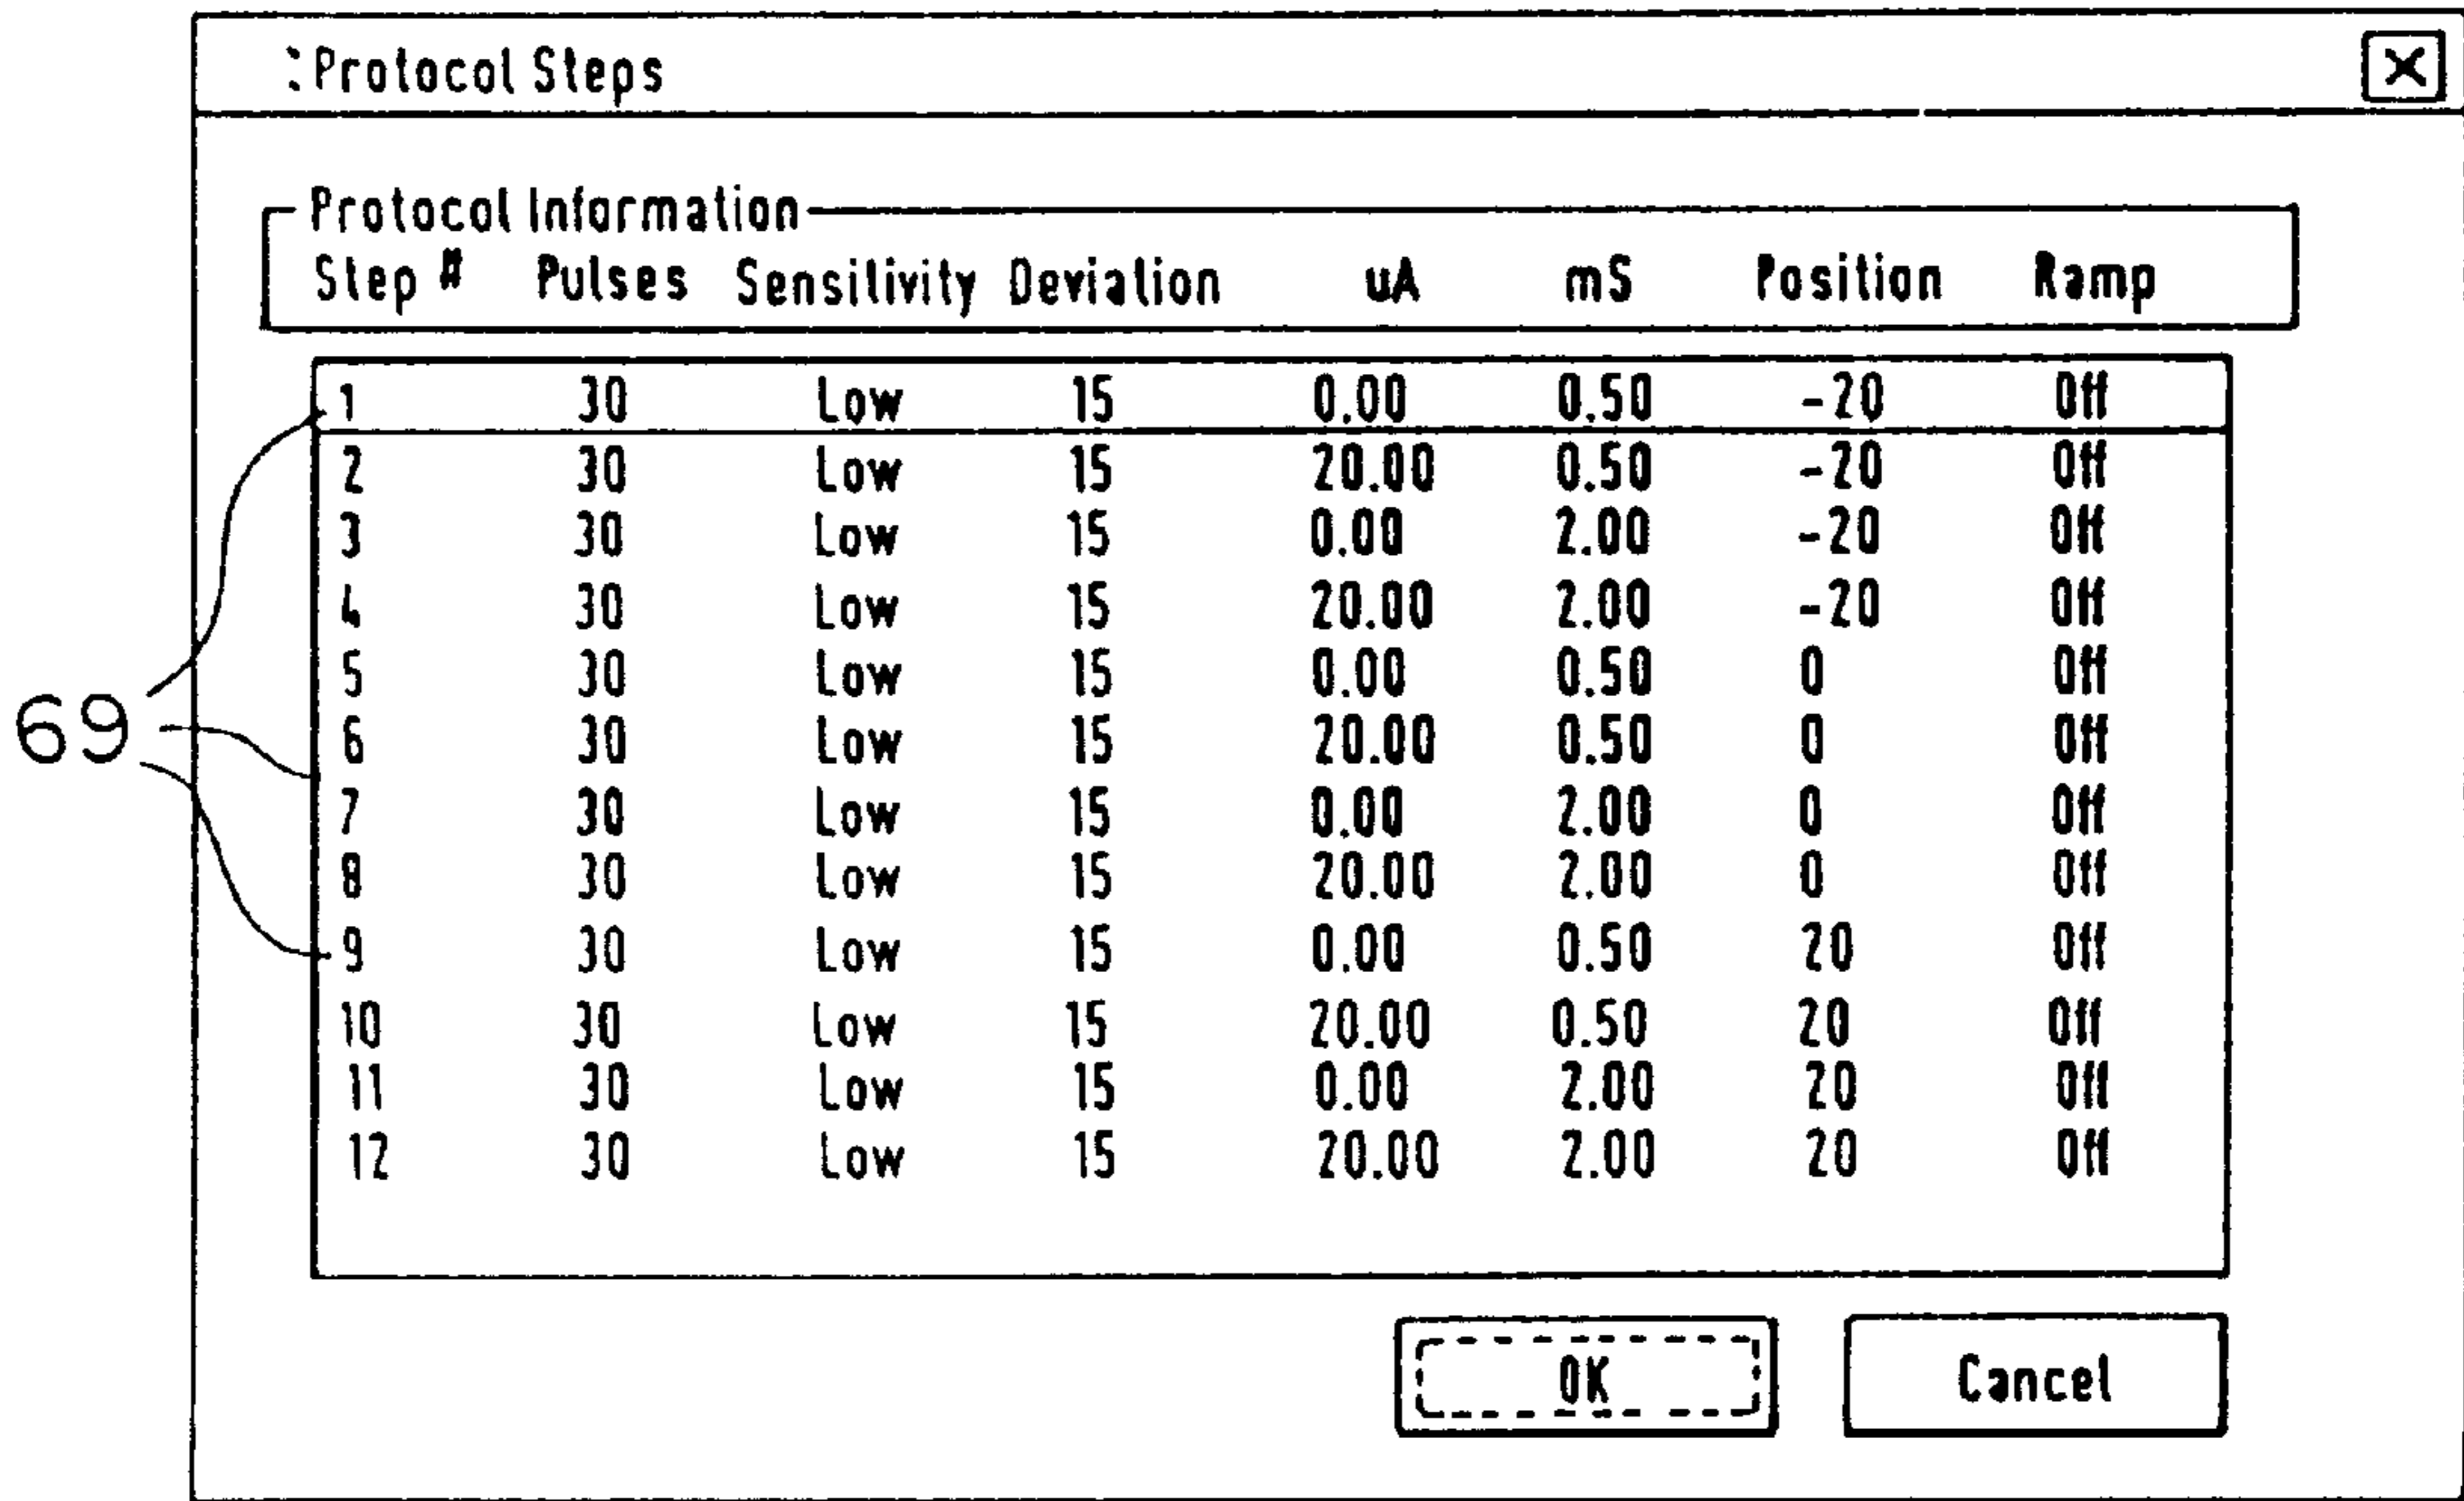 :Protocol Steps
Protocol Information
Step # Pulses Sensitivity Deviation uA mS Position Ramp
1 30 Low 15 0.00 0.50 -20 Off
2 30 Low 15 20.00 0.50 -20 Off
3 30 Low 15 0.00 2.00 -20 Off
4 30 Low 15 20.00 2.00 -20 Off
5 30 Low 15 0.00 0.50 0 Off
6 30 Low 15 20.00 0.50 0 Off
69
7 30 Low 15 0.00 2.00 0 Off
8 30 Low 15 20.00 2.00 0 Off
9 30 Low 15 0.00 0.50 20 Off
10 30 Low 15 20.00 0.50 20 Off
11 30 Low 15 0.00 2.00 20 Off
12 30 Low 15 20.00 2.00 20 Off
OK Cancel